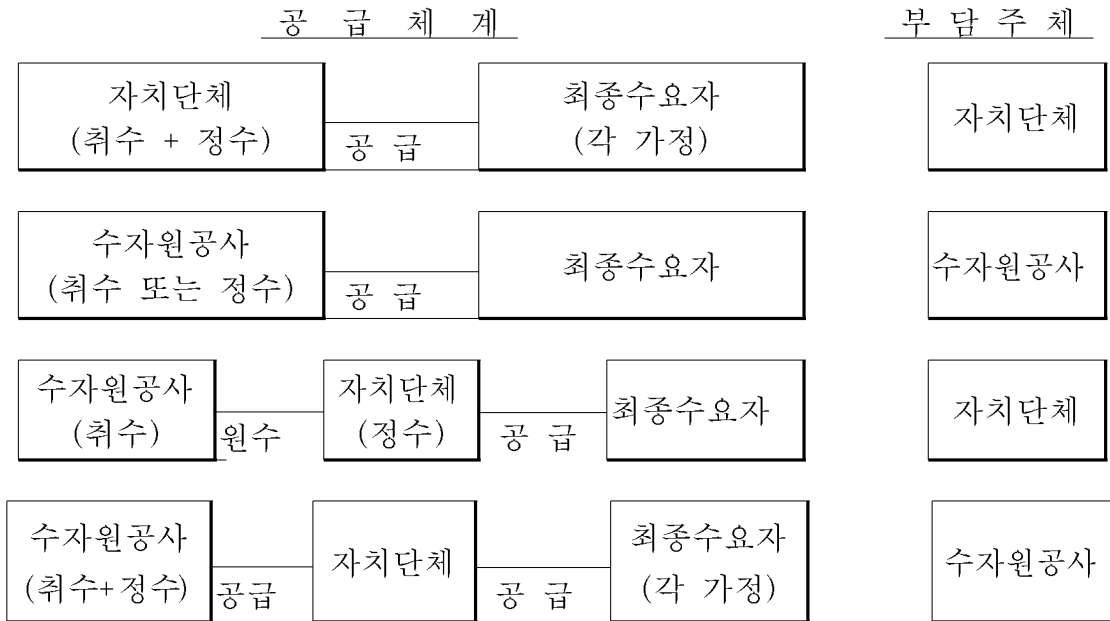 공 급 체 계
부 담 주 체
자치단체
(취수 + 정수)
공 급
최종수요자
(각 가정)
자치단체
수자원공사
(취수 또는 정수)
공 급
최종수요자
수자원공사
수자원공사
(취수)
원수
자치단체
(정수)
공 급
최종수요자
자치단체
수자원공사
(취수+정수)
공급
자치단체
공 급
최종수요자
(각 가정)
수자원공사